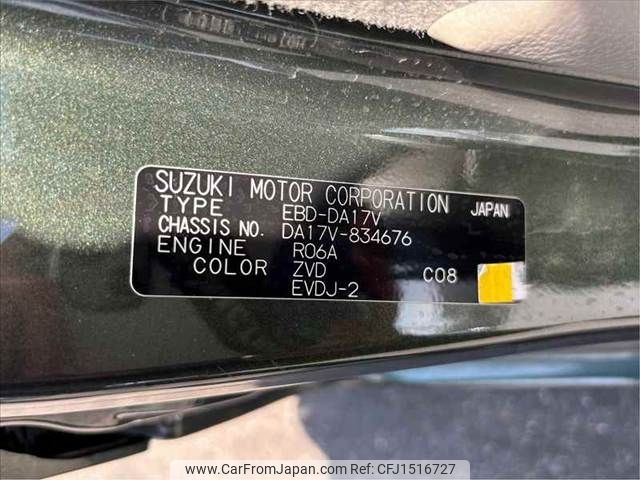 SUZUKI MOTOR CORPORATION JAPAN
TYPE EBD-DA17V
CHASSIS NO. DA17V-834676
ENGINE R06A
COLOR ZVD C08
EVDJ-2
www.CarFromJapan.com CFJ1516727